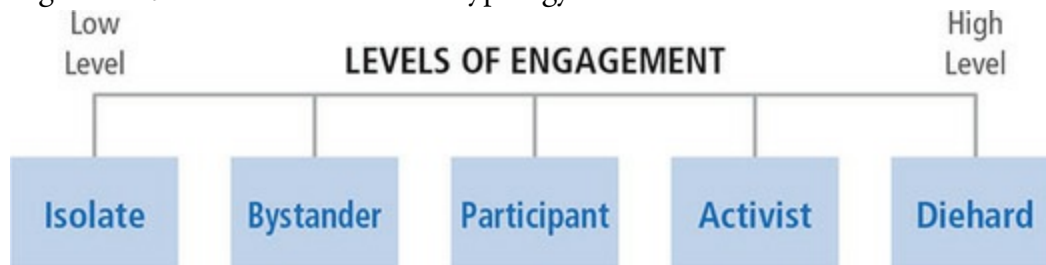 Low
Level
LEVELS OF ENGAGEMENT
High
Level
Isolate
Bystander
Participant
Activist
Diehard